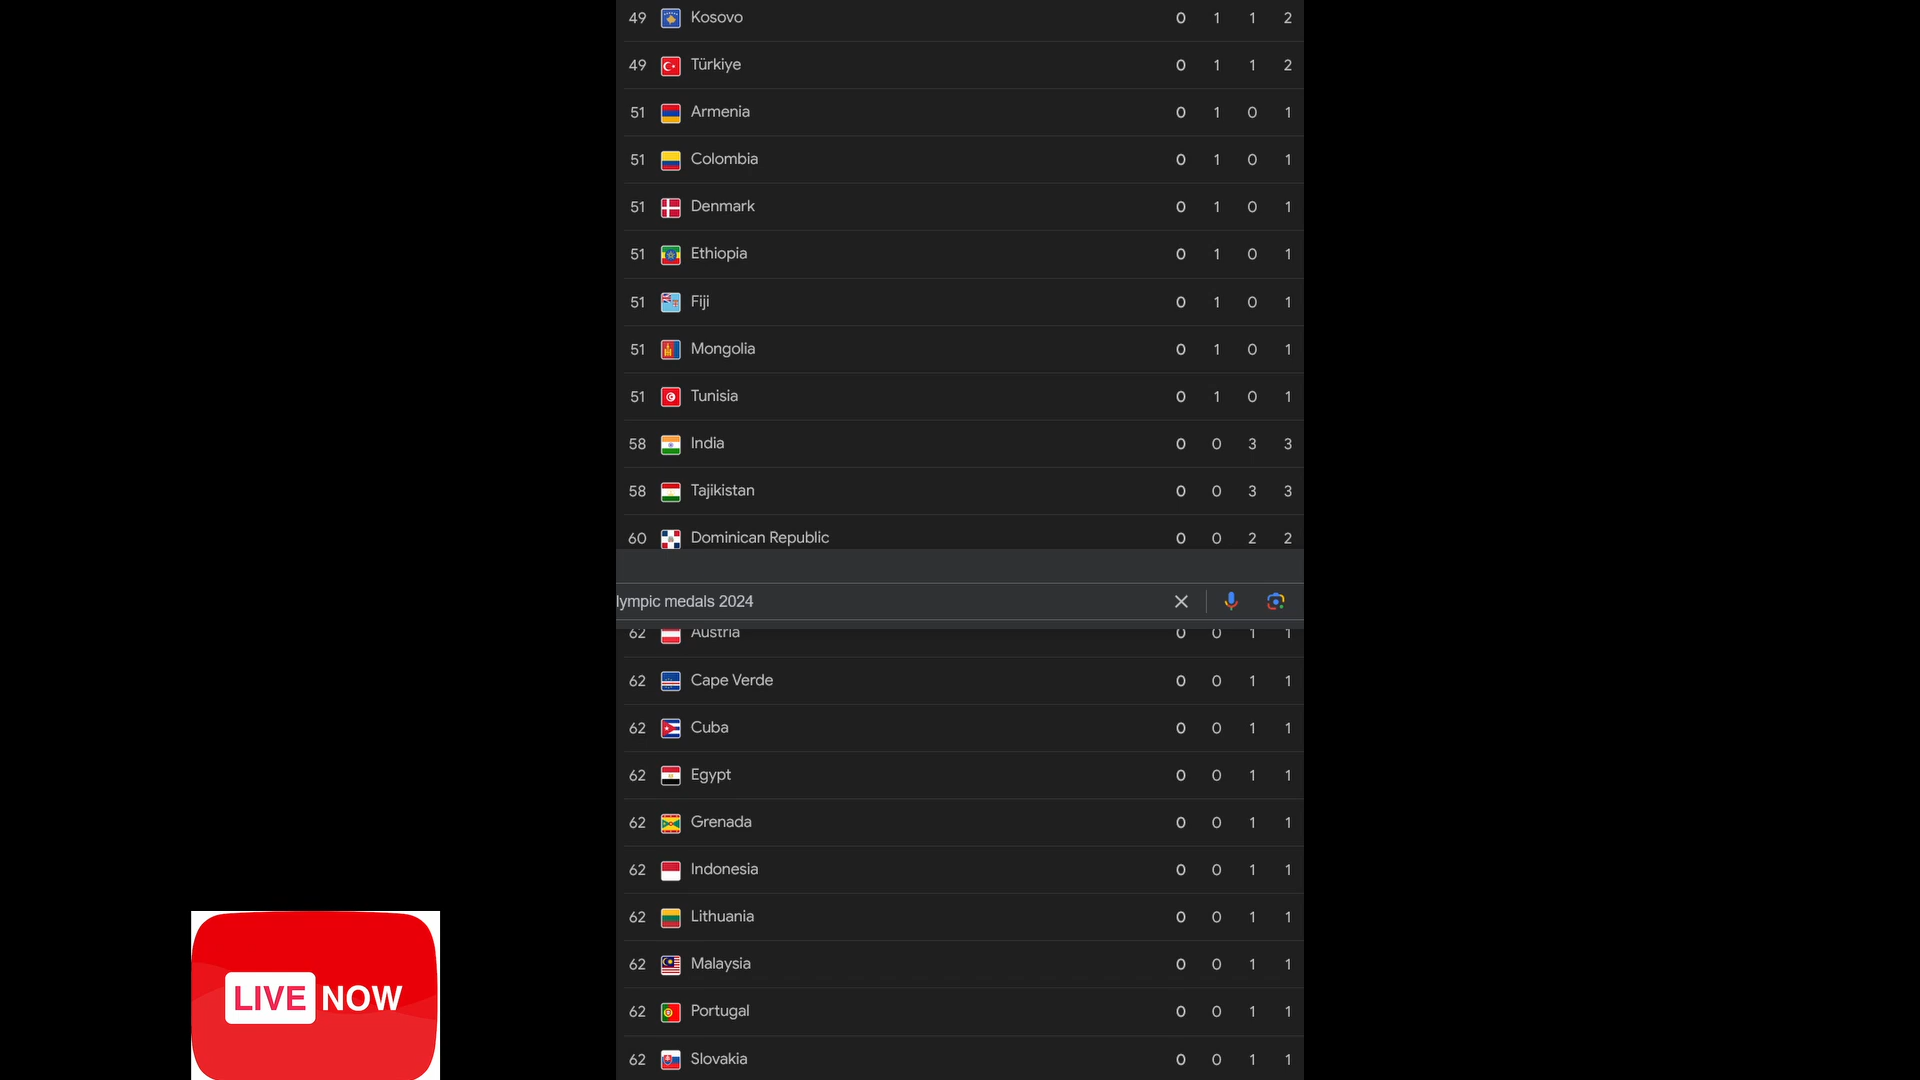 49 Kosovo 0 1 1 2
49 Türkiye 0 1 1 2
51 Armenia 0 1 0 1
51 Colombia 0 1 0 1
51 Denmark 0 1 0 1
51 Ethiopia 0 1 0 1
51 Fiji 0 1 0 1
51 Mongolia 0 1 0 1
51 Tunisia 0 1 0 1
58 India 0 0 3 3
58 Tajikistan 0 0 3 3
60 Dominican Republic 0 0 2 2
lympic medals 2024
62 Austria 0 0 1 1
62 Cape Verde 0 0 1 1
62 Cuba 0 0 1 1
62 Egypt 0 0 1 1
62 Grenada 0 0 1 1
62 Indonesia 0 0 1 1
62 Lithuania 0 0 1 1
62 Malaysia 0 0 1 1
62 Portugal 0 0 1 1
62 Slovakia 0 0 1 1
LIVE NOW